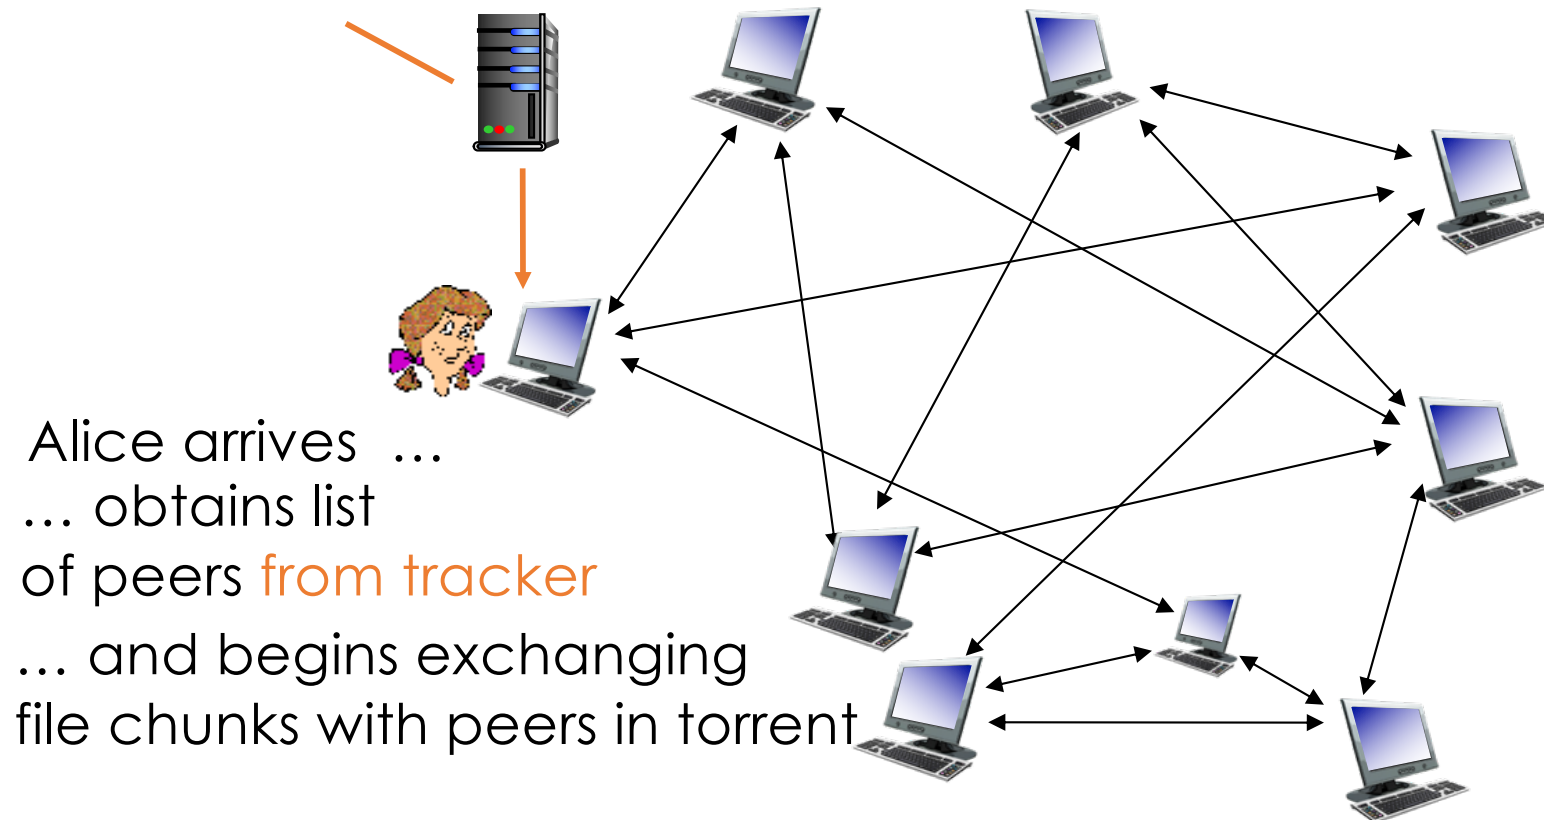 Alice arrives …
… obtains list
of peers from tracker
… and begins exchanging
file chunks with peers in torrent